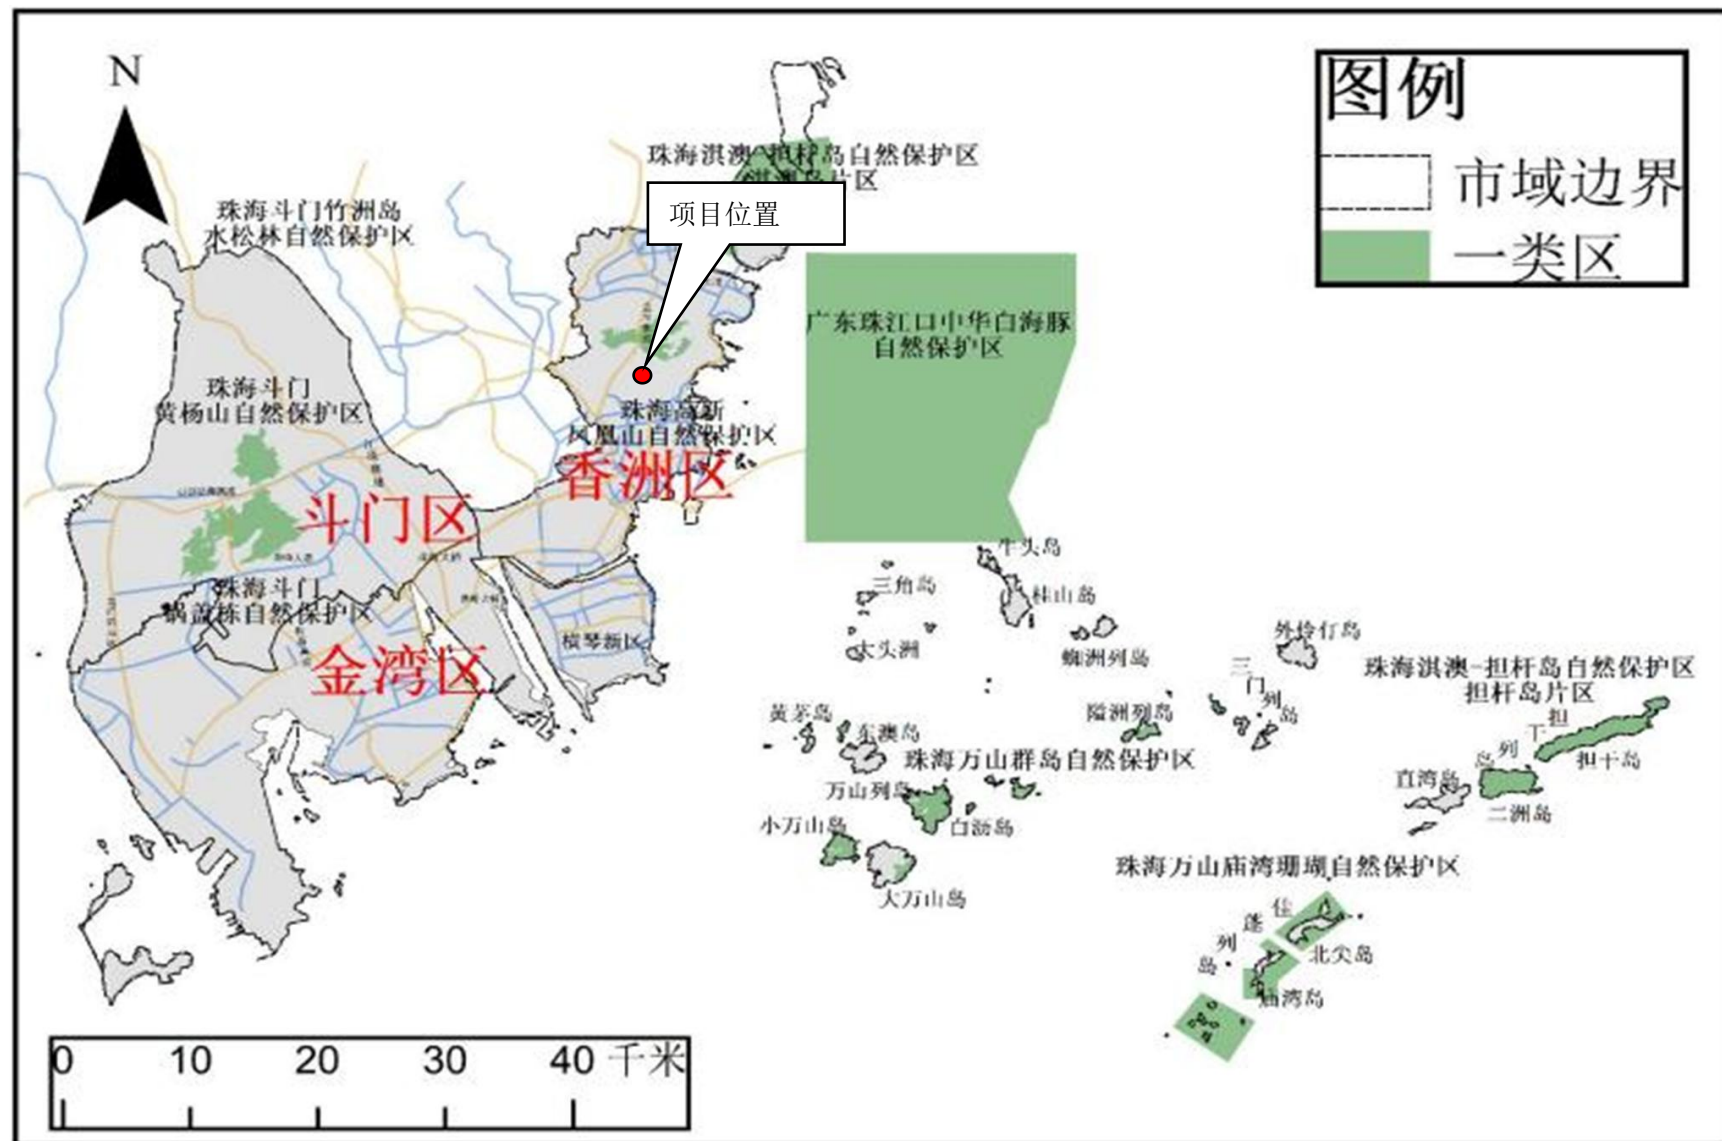 N
图例
市域边界
一类区
珠海淇澳-担杆岛自然保护区
淇澳岛片区
项目位置
珠海斗门竹洲岛
水松林自然保护区
广东珠江口中华白海豚
自然保护区
珠海斗门
黄杨山自然保护区
珠海高新
凤凰山自然保护区
香洲区
斗门区
珠海斗门
锅盖栋自然保护区
金湾区
横琴新区
牛头岛
三角岛
桂山岛
大头洲
蜘洲列岛
外伶仃岛
三门列岛
珠海淇澳-担杆岛自然保护区
担杆岛片区
担干列岛
担干岛
直湾岛
二洲岛
黄茅岛
东澳岛
隘洲列岛
珠海万山群岛自然保护区
万山列岛
小万山岛
白沥岛
大万山岛
珠海万山庙湾珊瑚自然保护区
佳蓬列岛
北尖岛
庙湾岛
0 10 20 30 40 千米